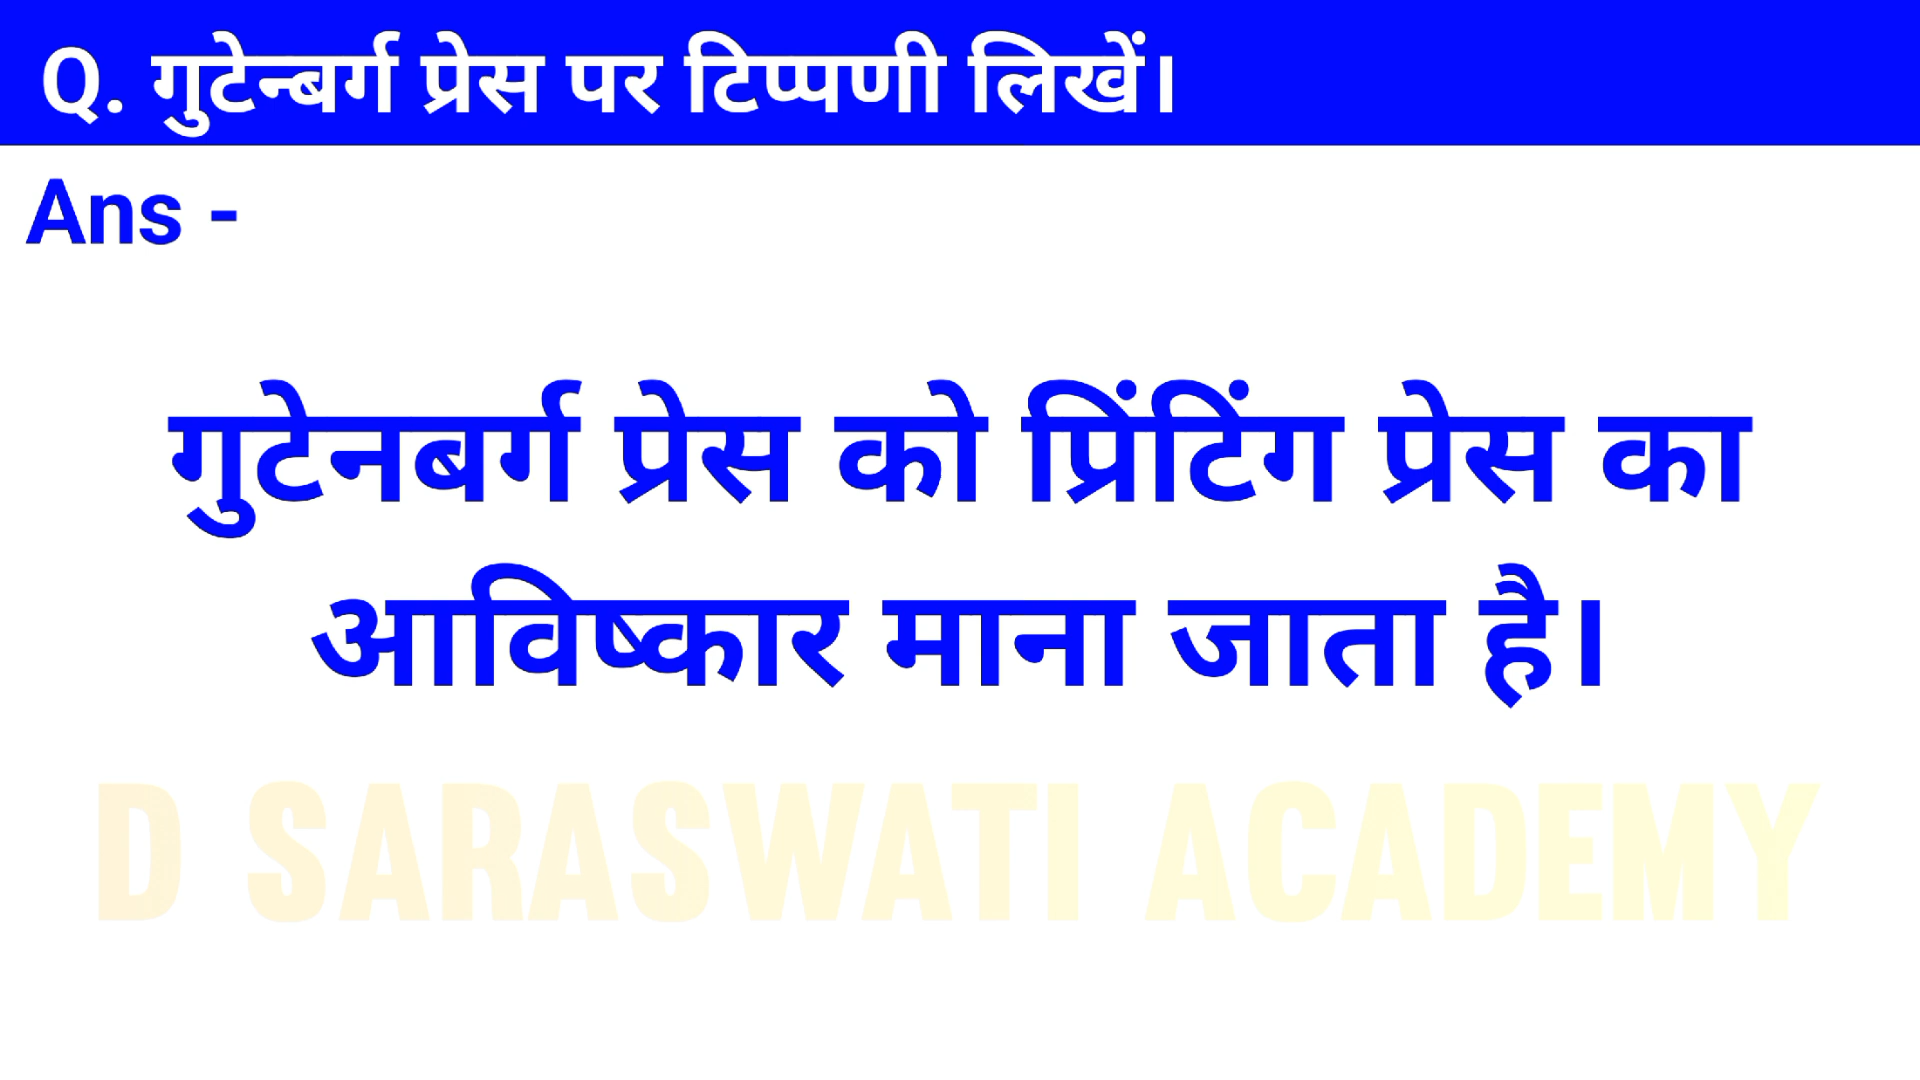 Q. गुटेन्बर्ग प्रेस पर टिप्पणी लिखें।
Ans -
गुटेनबर्ग प्रेस को प्रिंटिंग प्रेस का
आविष्कार माना जाता है।
D SARASWATI ACADEMY